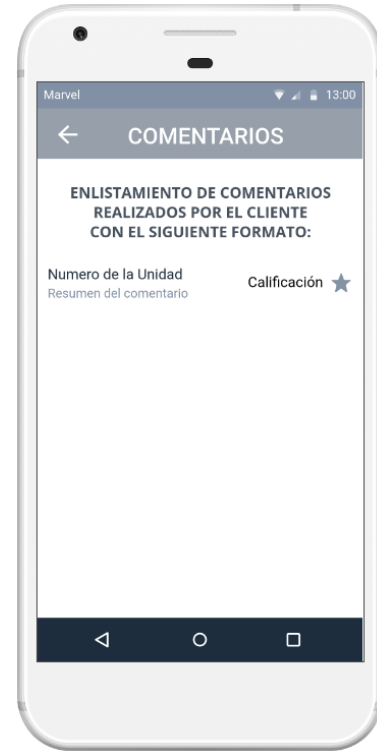 Marvel 13:00
COMENTARIOS
ENLISTAMIENTO DE COMENTARIOS
REALIZADOS POR EL CLIENTE
CON EL SIGUIENTE FORMATO:
Numero de la Unidad
Resumen del comentario
Calificación